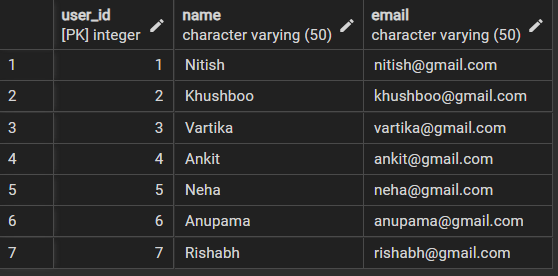 user_id name email
[PK] integer character varying (50) character varying (50)
1 1 Nitish nitish@gmail.com
2 2 Khushboo khushboo@gmail.com
3 3 Vartika vartika@gmail.com
4 4 Ankit ankit@gmail.com
5 5 Neha neha@gmail.com
6 6 Anupama anupama@gmail.com
7 7 Rishabh rishabh@gmail.com